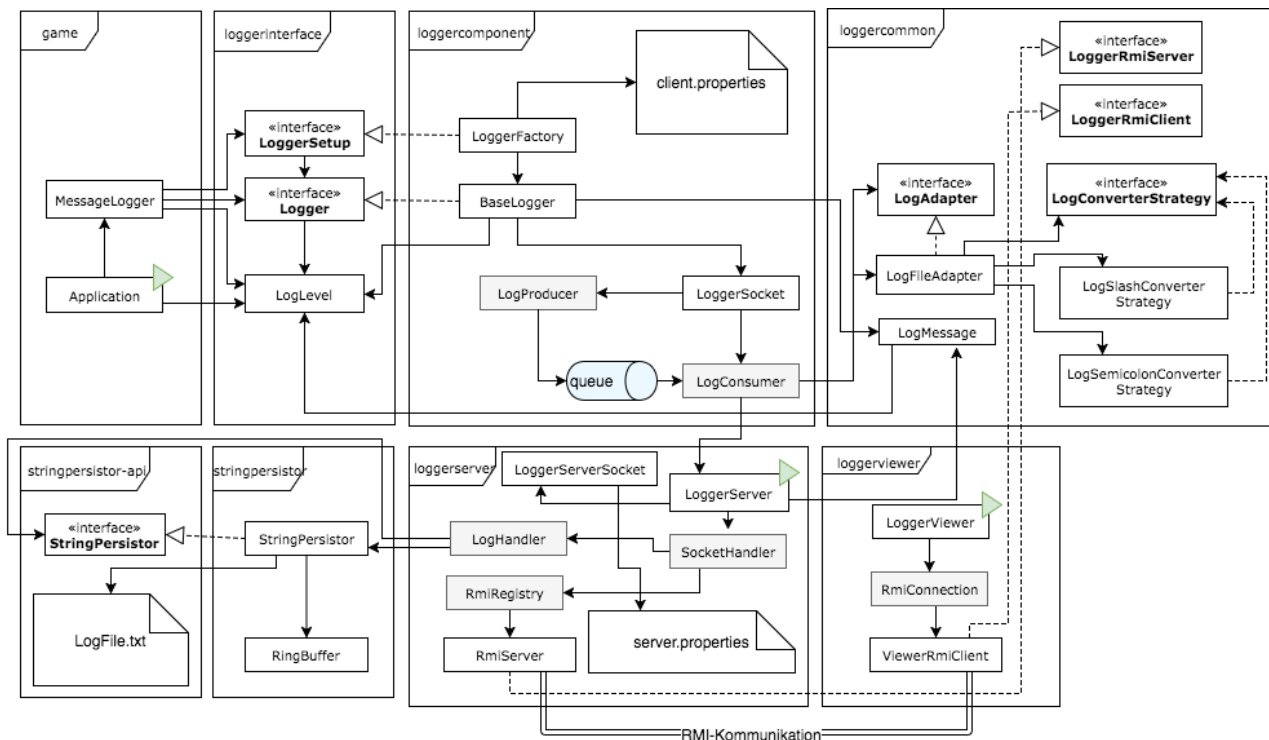 game
loggerinterface
loggercomponent
loggercommon
«interface»
LoggerRmiServer
client.properties
«interface»
LoggerRmiClient
«interface»
LoggerSetup
LoggerFactory
MessageLogger
«interface»
Logger
BaseLogger
«interface»
LogAdapter
«interface»
LogConverterStrategy
Application
LogLevel
LogProducer
LoggerSocket
LogFileAdapter
LogSlashConverter
Strategy
LogMessage
queue
LogConsumer
LogSemicolonConverter
Strategy
stringpersistor-api
stringpersistor
loggerserver
LoggerServerSocket
loggerviewer
LoggerServer
«interface»
StringPersistor
StringPersistor
LogHandler
SocketHandler
LoggerViewer
RmiRegistry
RmiConnection
LogFile.txt
RingBuffer
RmiServer
server.properties
ViewerRmiClient
RMI-Kommunikation